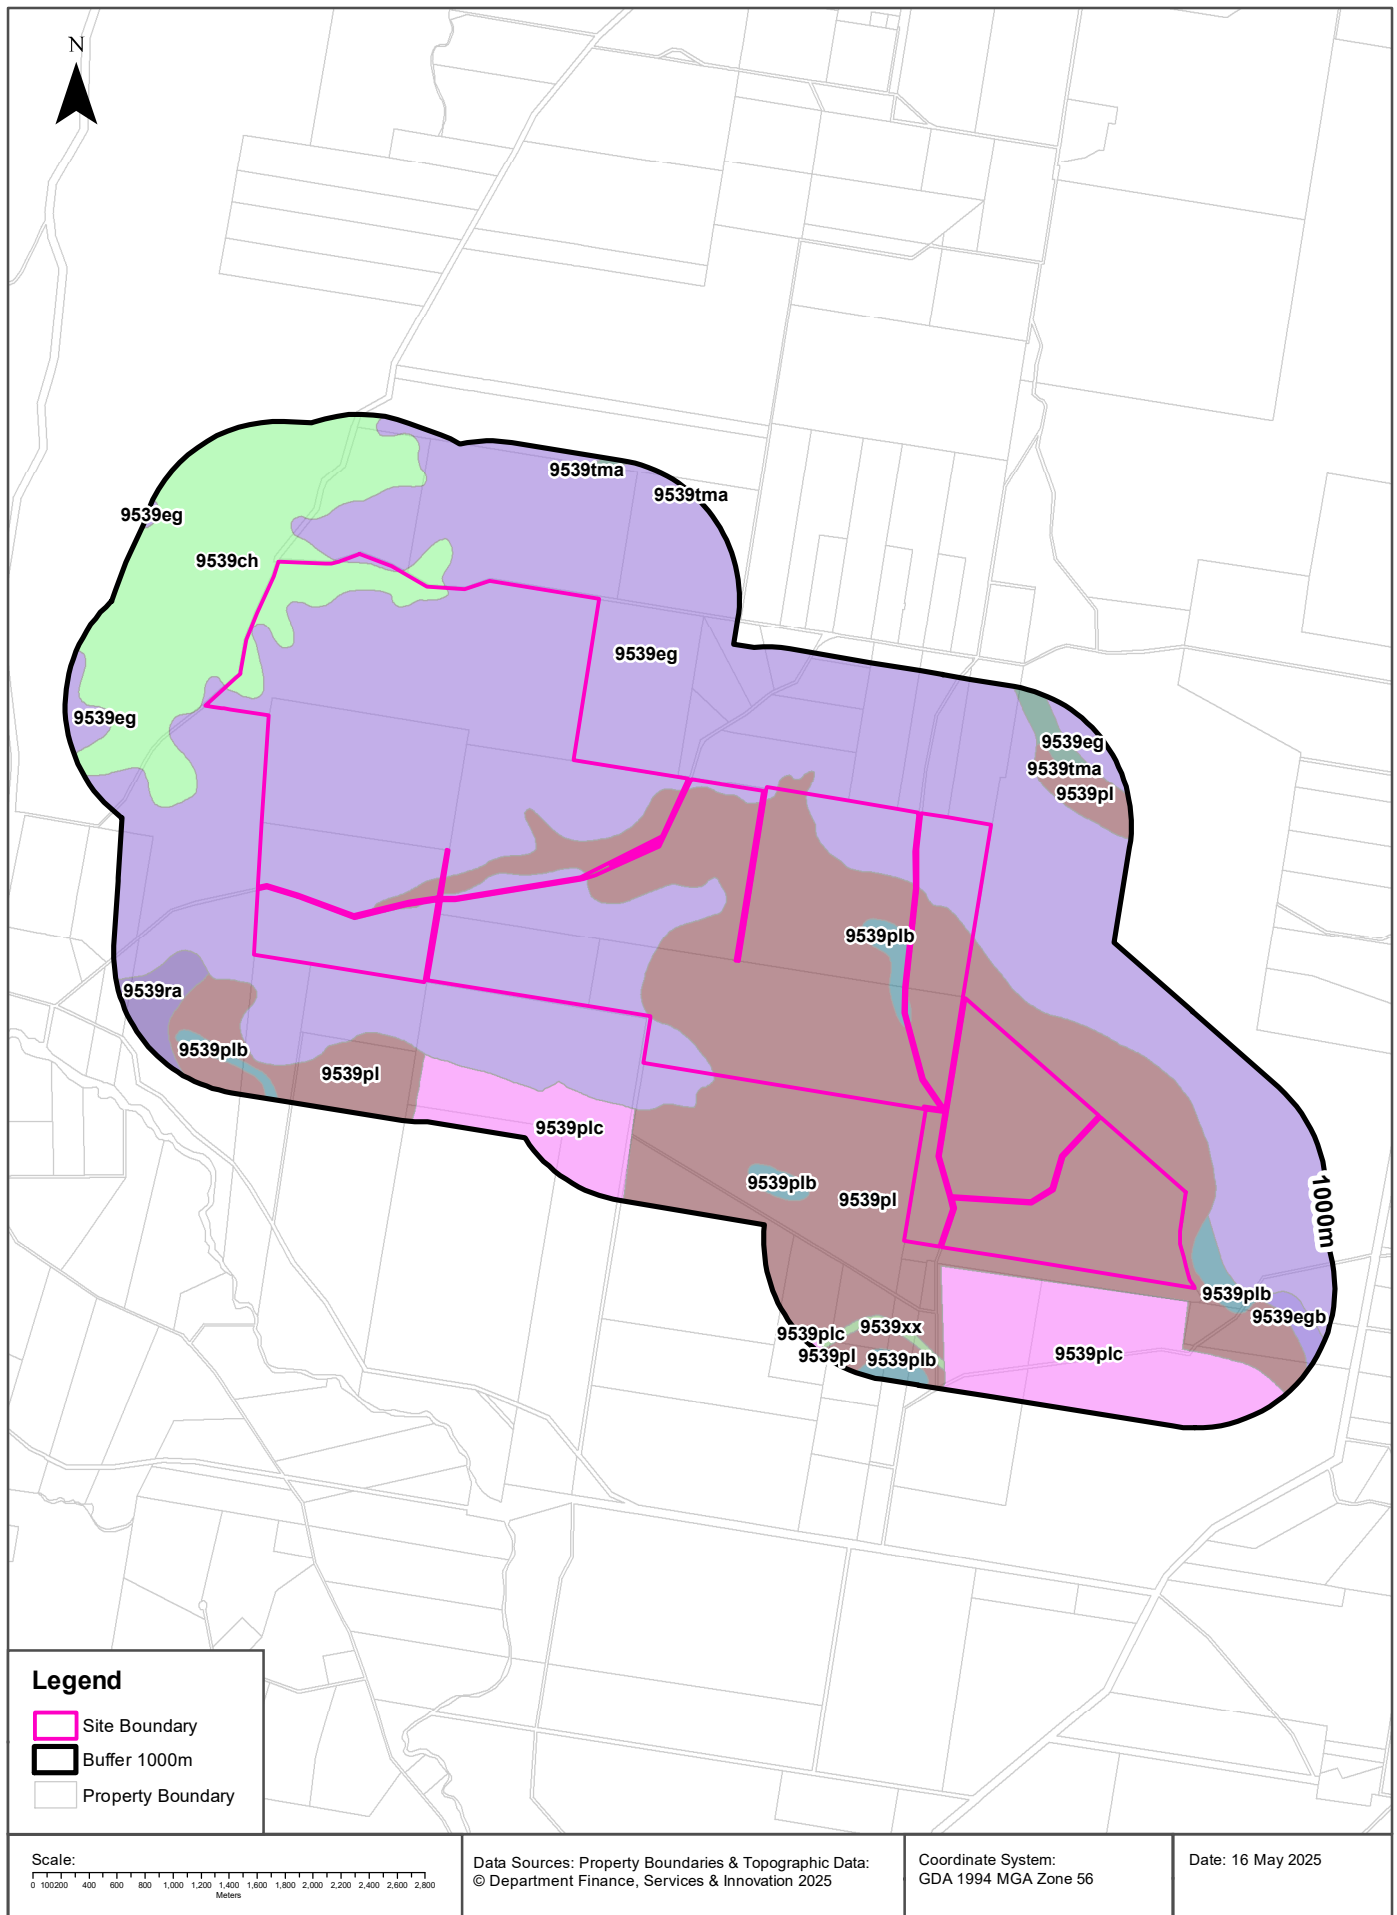 N
9539tma
9539tma
9539eg
9539ch
9539eg
9539eg
9539eg
9539tma
9539pl
9539plb
9539ra
9539plb
9539pl
9539plc
9539plb
9539pl
1000m
9539plb
9539egb
9539xx
9539plc
9539pl
9539plb
9539plc
Legend
Site Boundary
Buffer 1000m
Property Boundary
Scale:
0 100200 400 600 800 1,000 1,200 1,400 1,600 1,800 2,000 2,200 2,400 2,600 2,800
Meters
Data Sources: Property Boundaries & Topographic Data:
© Department Finance, Services & Innovation 2025
Coordinate System:
GDA 1994 MGA Zone 56
Date: 16 May 2025